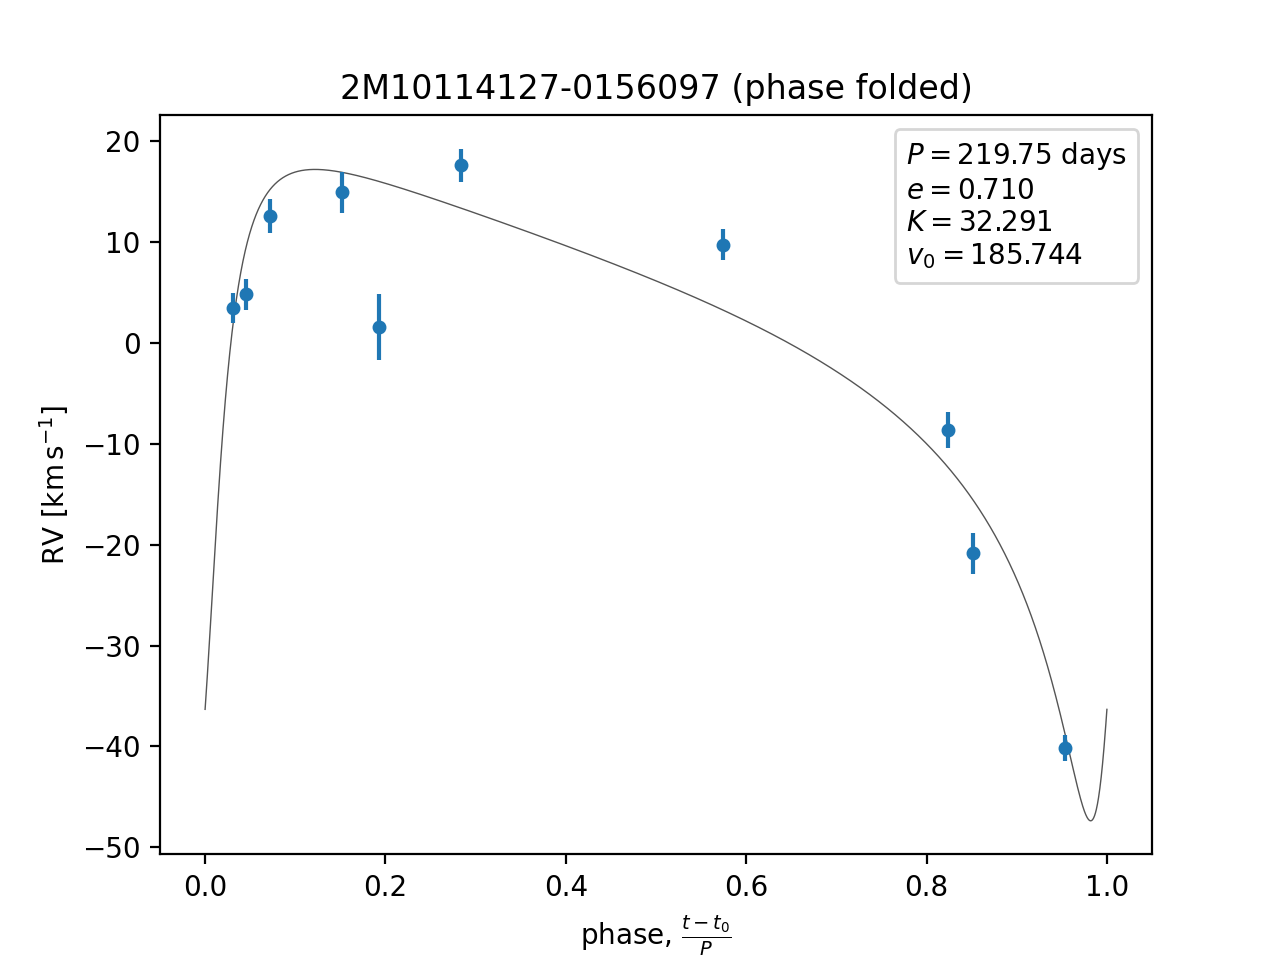 2M10114127-0156097 (phase folded)
P = 219.75 days
e = 0.710
K = 32.291
v₀ = 185.744
20
10
0
−10
−20
−30
−40
−50
RV [km s⁻¹]
0.0 0.2 0.4 0.6 0.8 1.0
phase, (t − t₀)/P